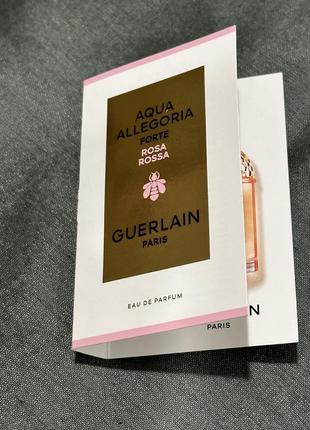 AQUA
ALLEGORIA
FORTE
ROSA
ROSSA
GUERLAIN
PARIS
EAU DE PARFUM
PARIS